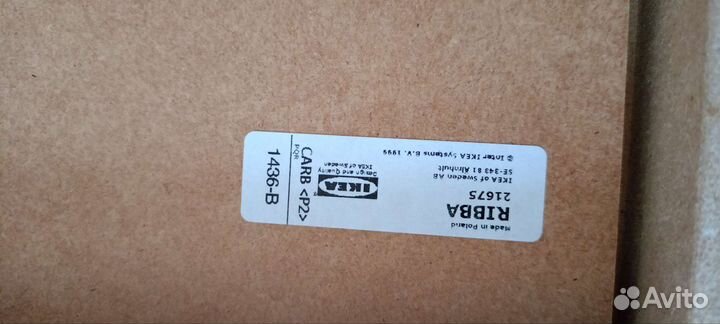 Made in Poland
RIBBA
21675
IKEA of Sweden AB
SE-343 81 Älmhult
© Inter IKEA Systems B.V. 1999
IKEA
®
Design and Quality
IKEA of Sweden
PQR
CARB <P2>
1436-B
Avito